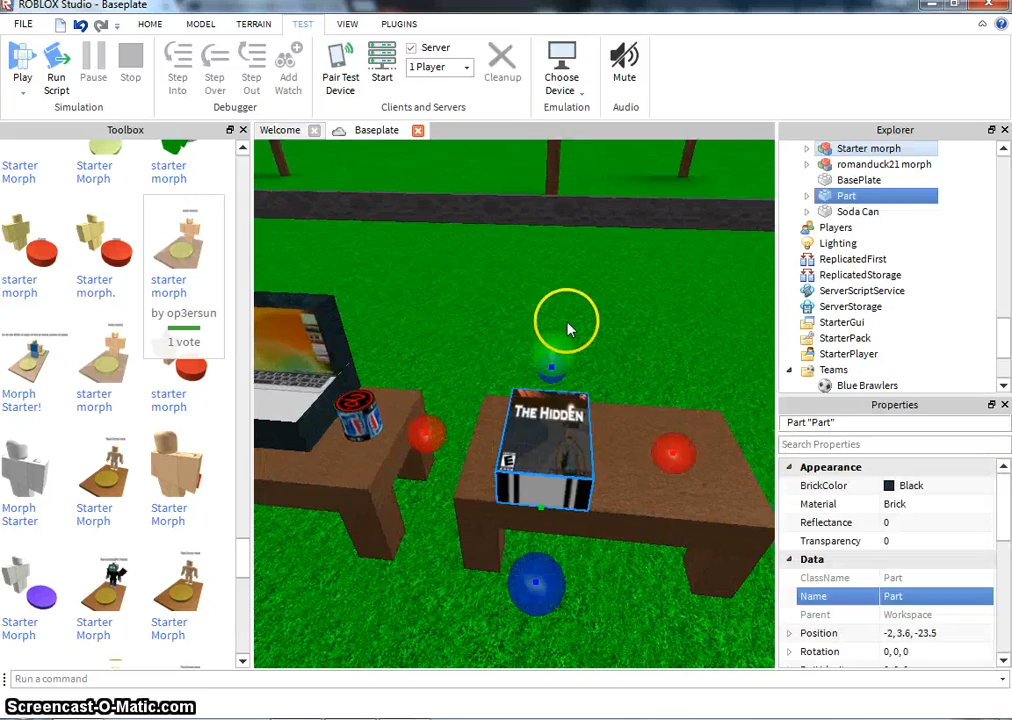 ROBLOX Studio - Baseplate
FILE
HOME
MODEL
TERRAIN
TEST
VIEW
PLUGINS
Play
Run Script
Pause
Stop
Step Into
Step Over
Step Out
Add Watch
Pair Test Device
Start
Server
1 Player
Cleanup
Choose Device
Mute
Simulation
Debugger
Clients and Servers
Emulation
Audio
Toolbox
Welcome
Baseplate
Explorer
Starter Morph
Starter Morph
starter morph
starter morph
starter morph.
starter morph
by op3ersun
1 vote
Morph Starter!
starter morph
starter morph
Morph Starter
Starter Morph
Starter Morph
Starter Morph
Starter Morph
Starter Morph
THE HIDDEN
E
Starter morph
romanduck21 morph
BasePlate
Part
Soda Can
Players
Lighting
ReplicatedFirst
ReplicatedStorage
ServerScriptService
ServerStorage
StarterGui
StarterPack
StarterPlayer
Teams
Blue Brawlers
Properties
Part "Part"
Search Properties
Appearance
BrickColor Black
Material Brick
Reflectance 0
Transparency 0
Data
ClassName Part
Name Part
Parent Workspace
Position -2, 3.6, -23.5
Rotation 0, 0, 0
Run a command
Screencast-O-Matic.com